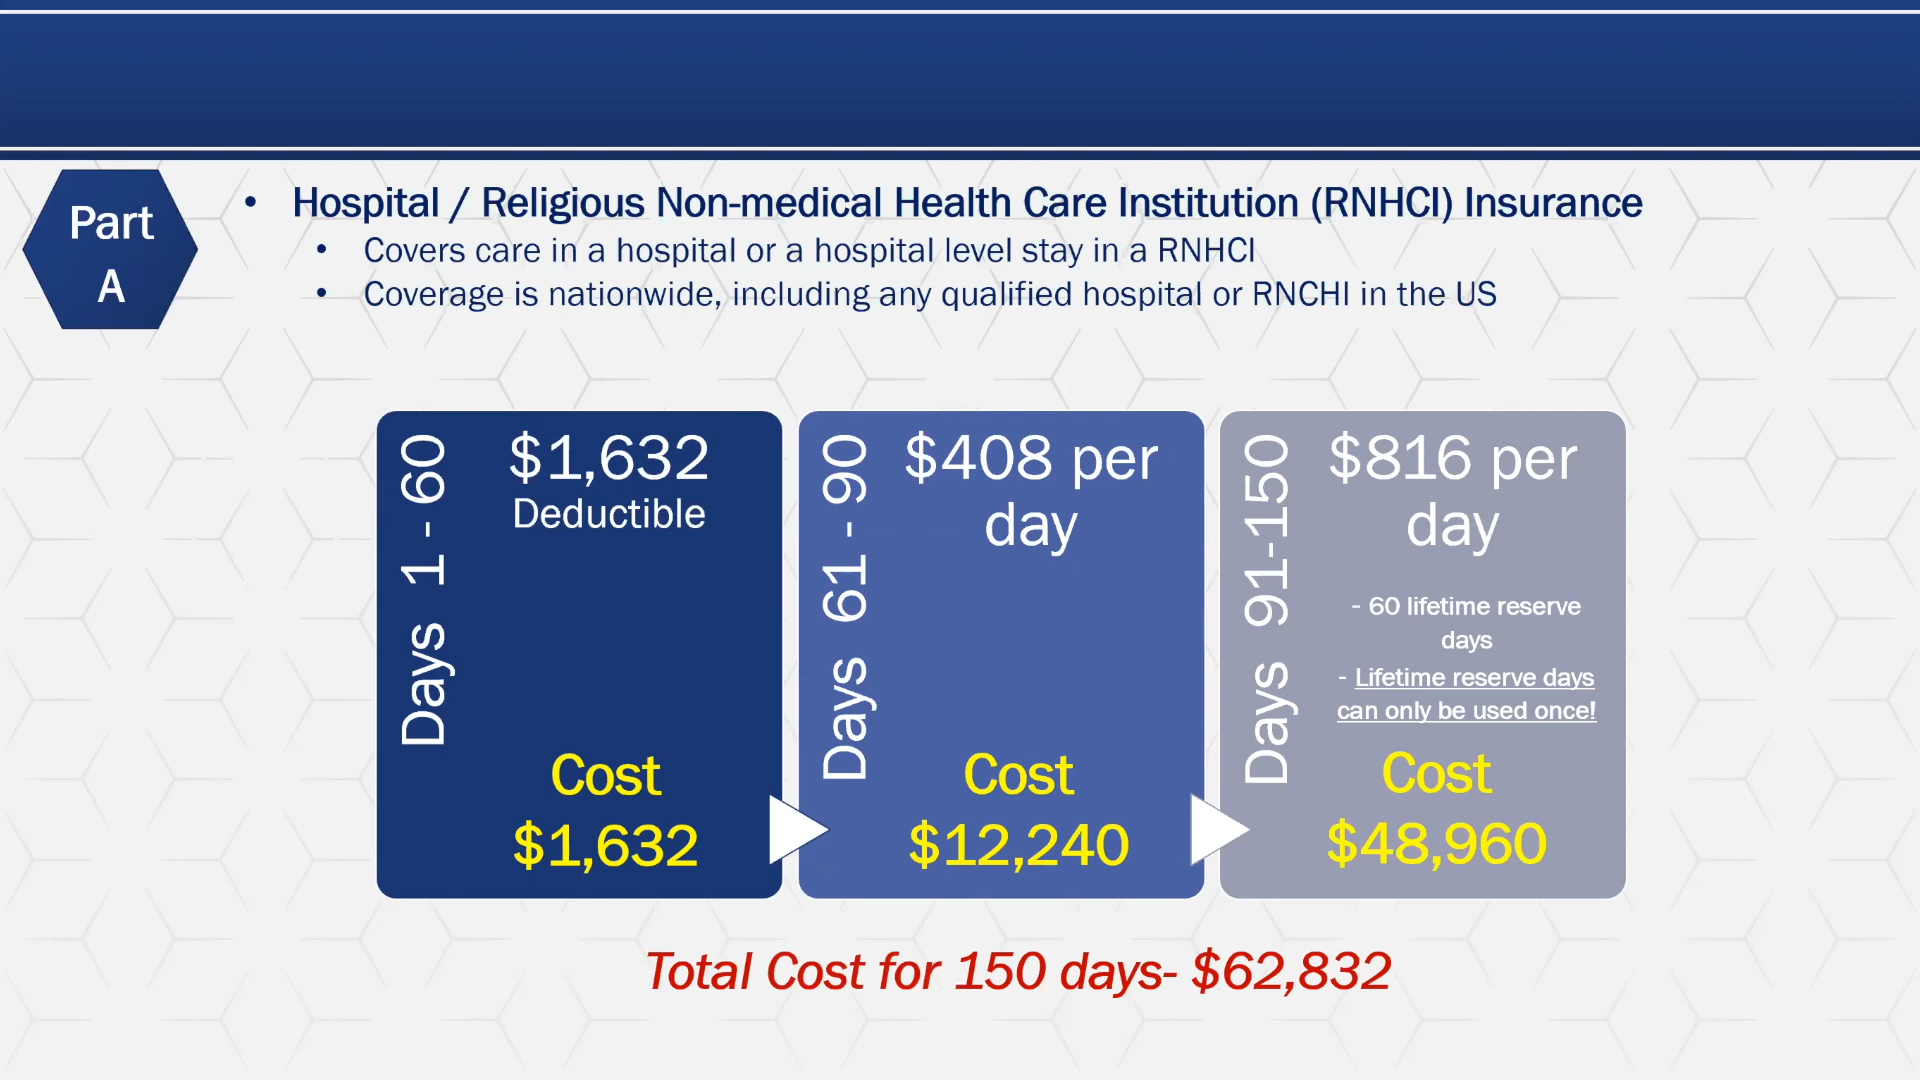 Part
A
• Hospital / Religious Non-medical Health Care Institution (RNHCI) Insurance
• Covers care in a hospital or a hospital level stay in a RNHCI
• Coverage is nationwide, including any qualified hospital or RNCHI in the US
Days 1 - 60
$1,632
Deductible
Cost
$1,632
Days 61 - 90
$408 per
day
Cost
$12,240
Days 91-150
$816 per
day
- 60 lifetime reserve
days
- Lifetime reserve days
can only be used once!
Cost
$48,960
Total Cost for 150 days- $62,832